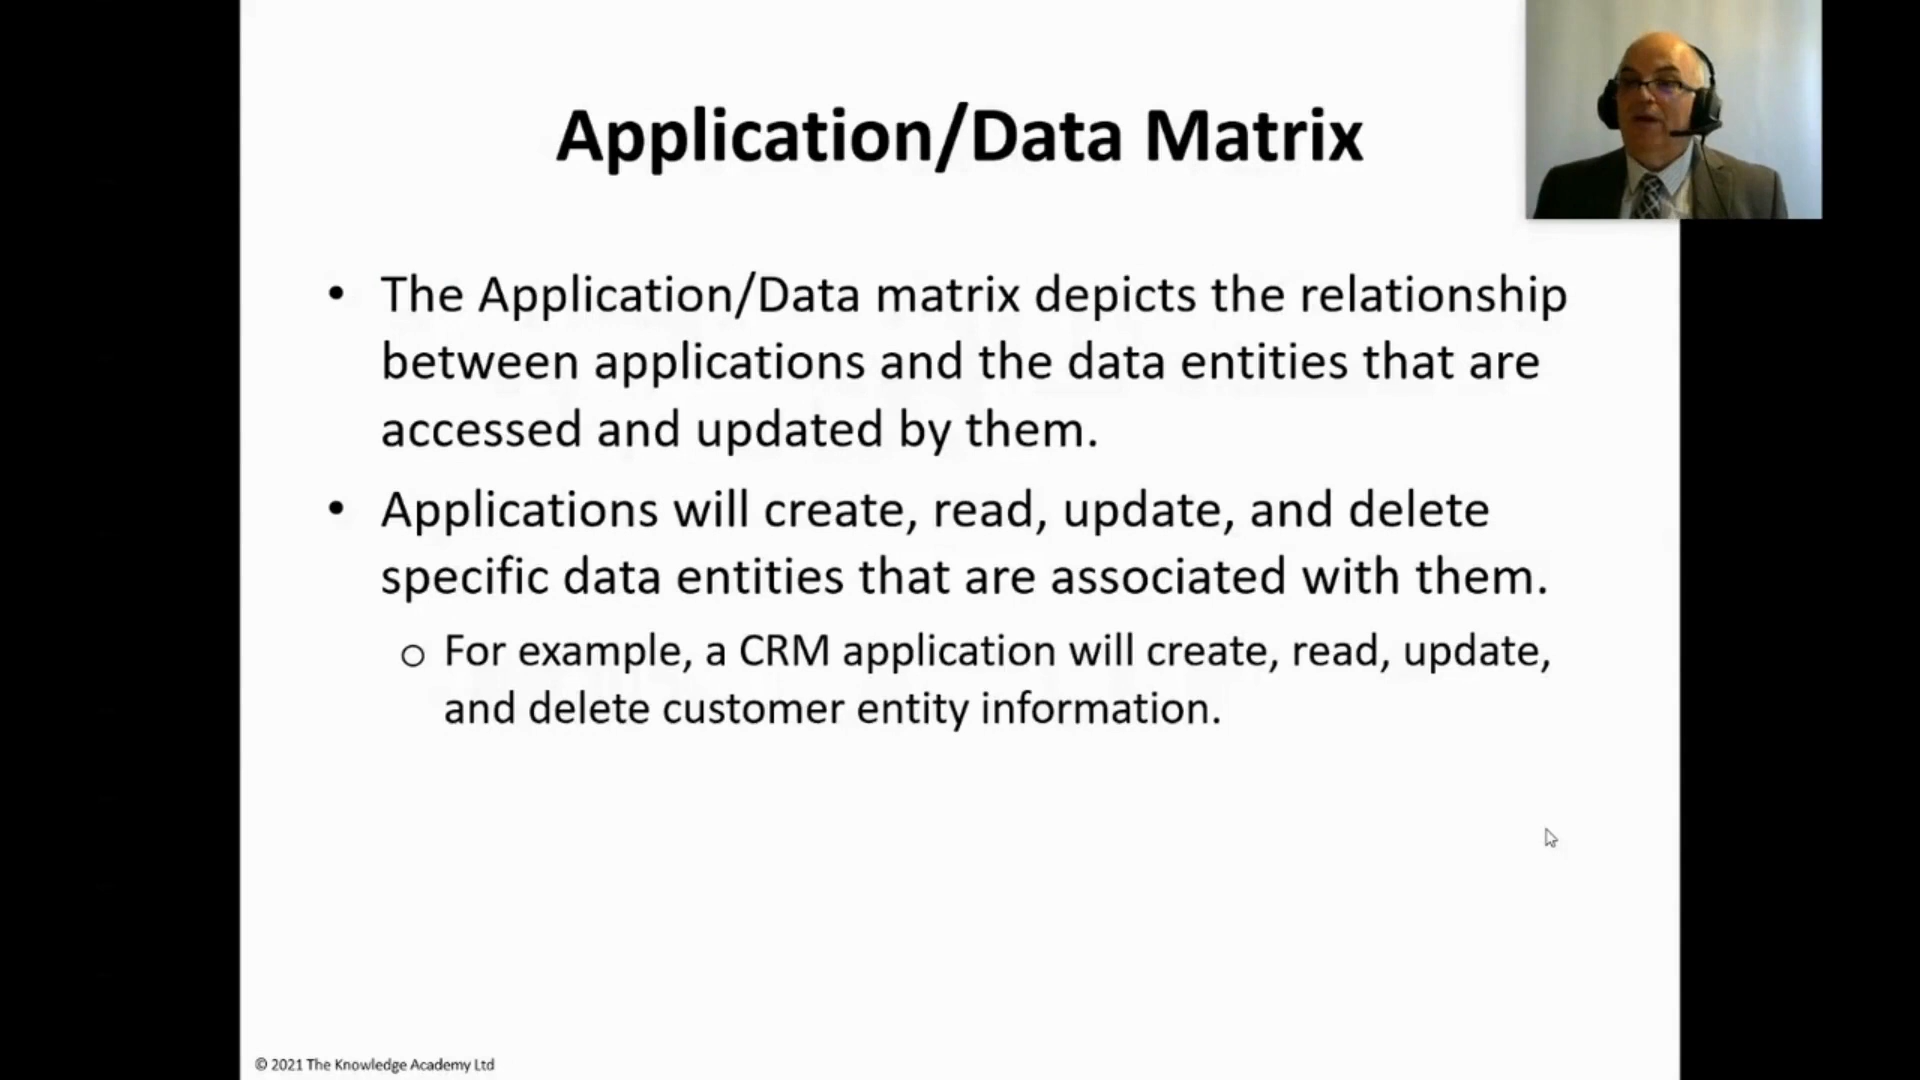 Application/Data Matrix
• The Application/Data matrix depicts the relationship
between applications and the data entities that are
accessed and updated by them.
• Applications will create, read, update, and delete
specific data entities that are associated with them.
o For example, a CRM application will create, read, update,
and delete customer entity information.
© 2021 The Knowledge Academy Ltd